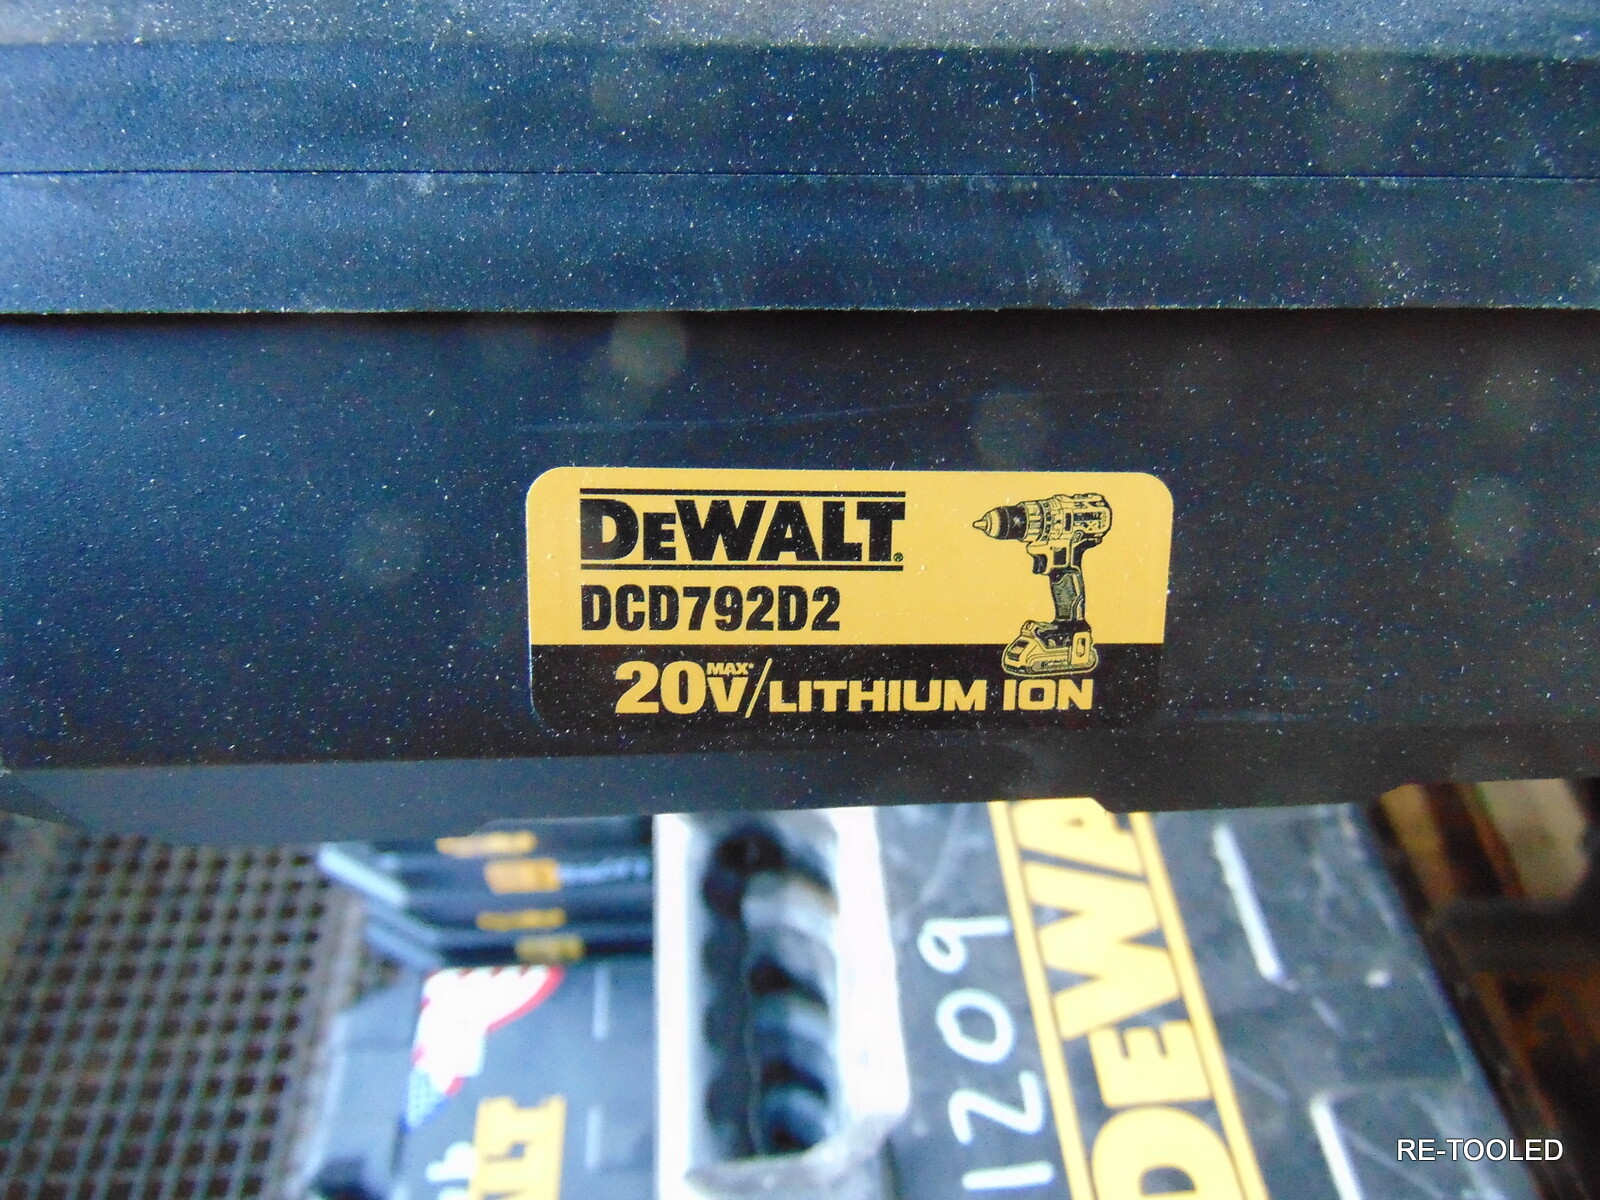 DEWALT®
DCD792D2
20V MAX*/LITHIUM ION
DEWA
1209
RE-TOOLED